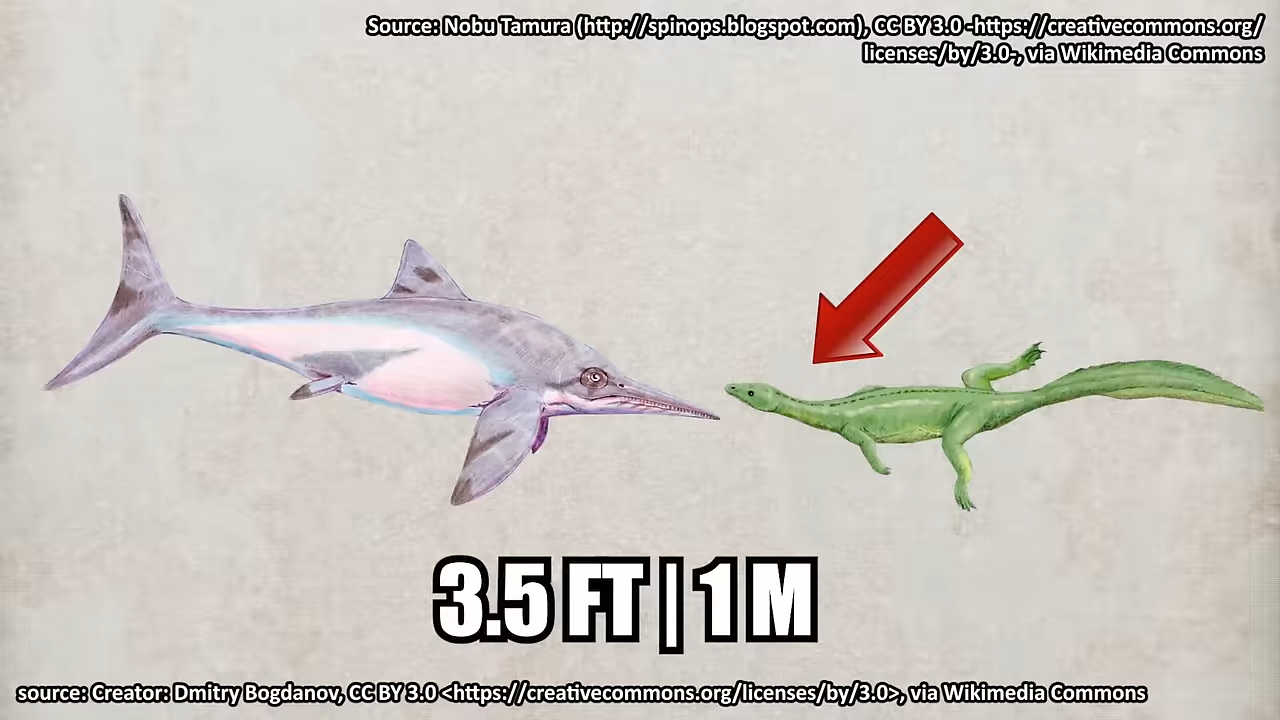 Source: Nobu Tamura (http://spinops.blogspot.com), CC BY 3.0 -https://creativecommons.org/
licenses/by/3.0-, via Wikimedia Commons
3.5 FT | 1 M
source: Creator: Dmitry Bogdanov, CC BY 3.0 <https://creativecommons.org/licenses/by/3.0>, via Wikimedia Commons